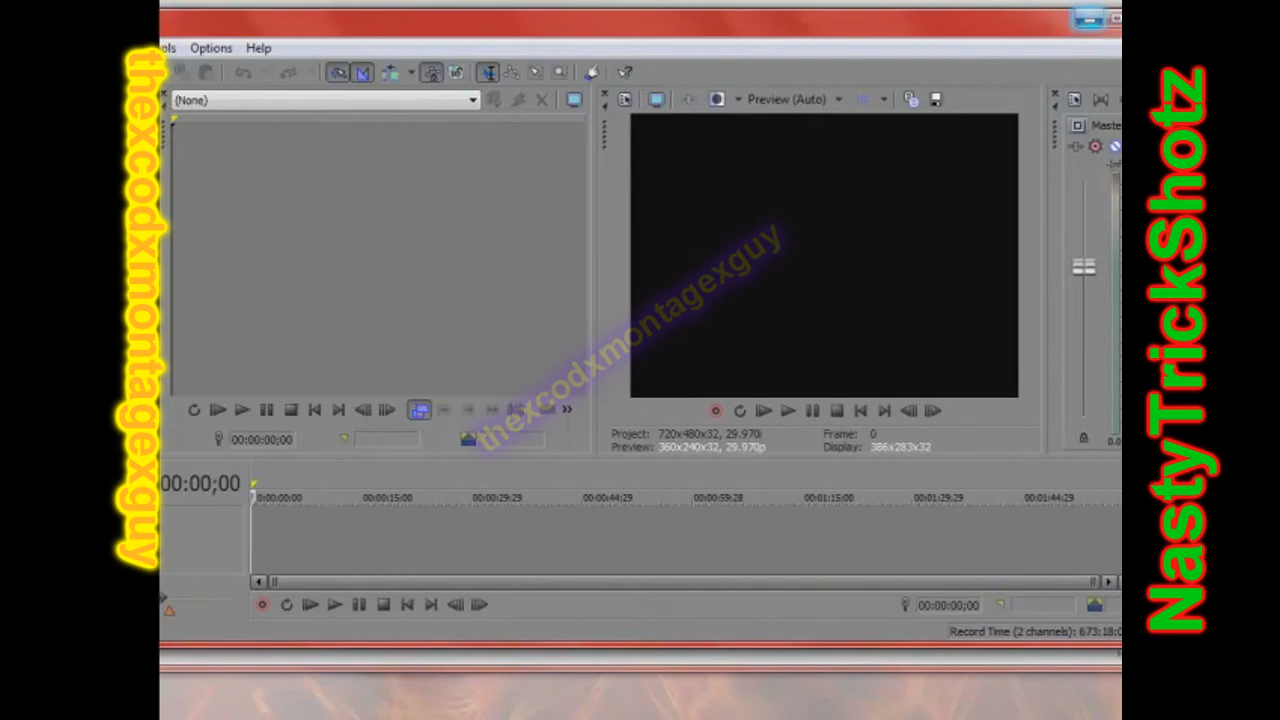 thexcodxmontagexguy
ols Options Help
(None)
Preview (Auto)
Master
thexcodxmontagexguy
00:00:00;00
Project: 720x480x32, 29.970i
Frame: 0
Preview: 360x240x32, 29.970p
Display: 386x283x32
00:00;00
0:00:00:00 00:00:15:00 00:00:29:29 00:00:44:29 00:00:59:28 00:01:15:00 00:01:29:29 00:01:44:29
00:00:00;00
Record Time (2 channels): 673:18:0
NastyTrickShotz